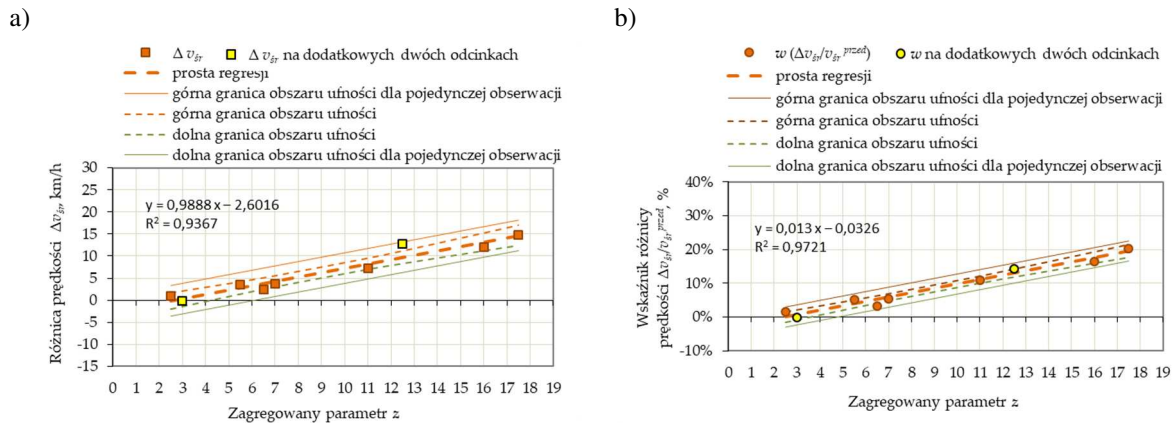 a)
Δ vśr Δ vśr na dodatkowych dwóch odcinkach
prosta regresji
górna granica obszaru ufności dla pojedynczej obserwacji
górna granica obszaru ufności
dolna granica obszaru ufności
dolna granica obszaru ufności dla pojedynczej obserwacji
Różnica prędkości Δvśr, km/h
30
25
20
15
10
5
0
-5
-10
-15
y = 0,9888 x – 2,6016
R² = 0,9367
0 1 2 3 4 5 6 7 8 9 10 11 12 13 14 15 16 17 18 19
Zagregowany parametr z
b)
w (Δvśr/vśr przed) w na dodatkowych dwóch odcinkach
prosta regresji
górna granica obszaru ufności dla pojedynczej obserwacji
górna granica obszaru ufności
dolna granica obszaru ufności
dolna granica obszaru ufności dla pojedynczej obserwacji
Wskaźnik różnicy
prędkości Δvśr/vśr przed, %
40%
30%
20%
10%
0%
-10%
y = 0,013 x – 0,0326
R² = 0,9721
0 1 2 3 4 5 6 7 8 9 10 11 12 13 14 15 16 17 18 19
Zagregowany parametr z